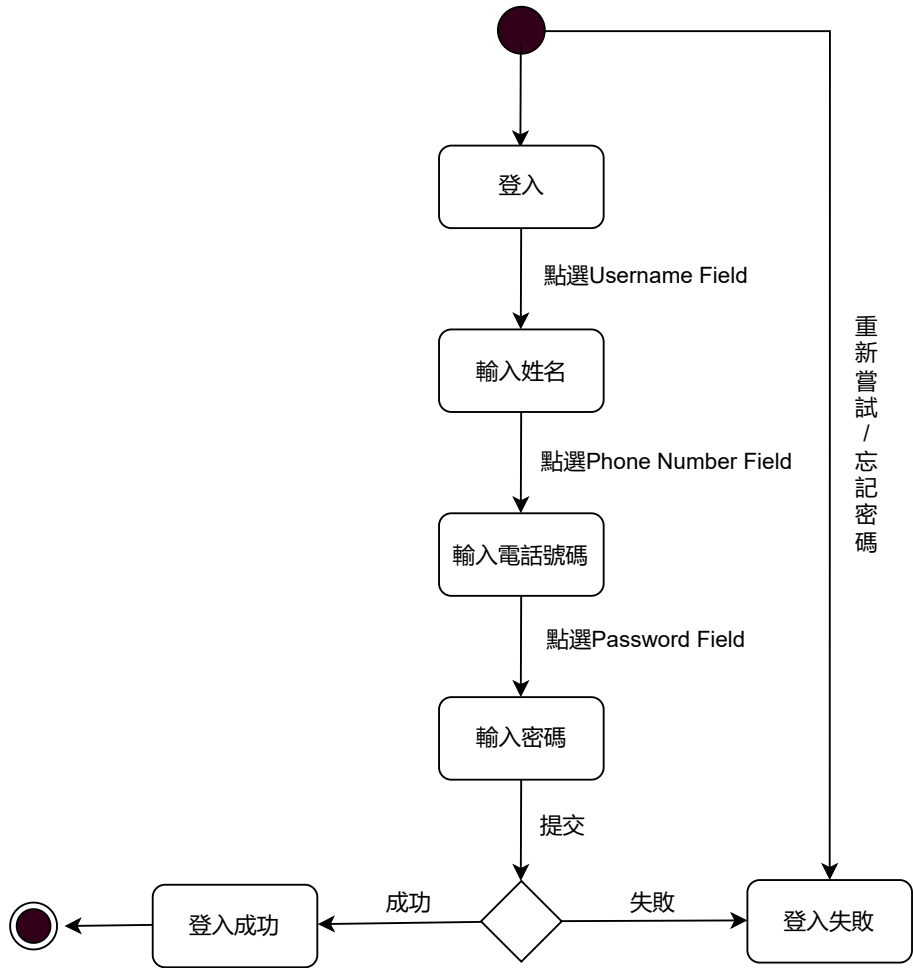 登入
點選Username Field
輸入姓名
點選Phone Number Field
輸入電話號碼
點選Password Field
輸入密碼
提交
成功
失敗
登入成功
登入失敗
重新嘗試/忘記密碼